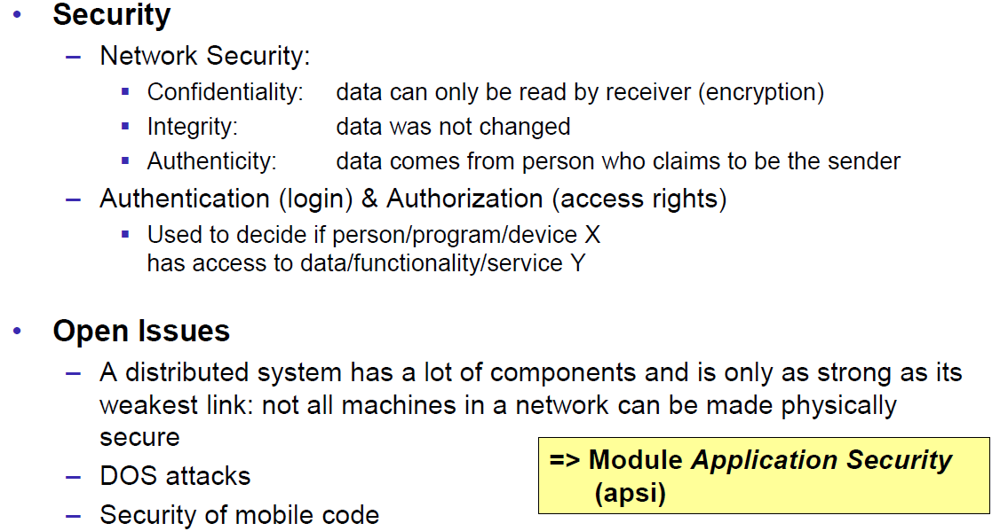 • Security
– Network Security:
▪ Confidentiality: data can only be read by receiver (encryption)
▪ Integrity: data was not changed
▪ Authenticity: data comes from person who claims to be the sender
– Authentication (login) & Authorization (access rights)
▪ Used to decide if person/program/device X
has access to data/functionality/service Y
• Open Issues
– A distributed system has a lot of components and is only as strong as its
weakest link: not all machines in a network can be made physically
secure
– DOS attacks
– Security of mobile code
=> Module Application Security
(apsi)